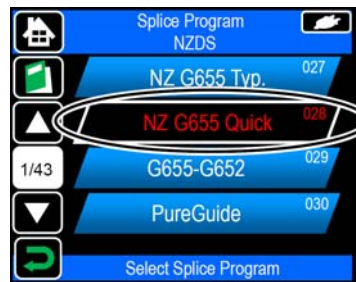 Splice Program
NZDS
NZ G655 Typ. 027
NZ G655 Quick 028
1/43
G655-G652 029
PureGuide 030
Select Splice Program